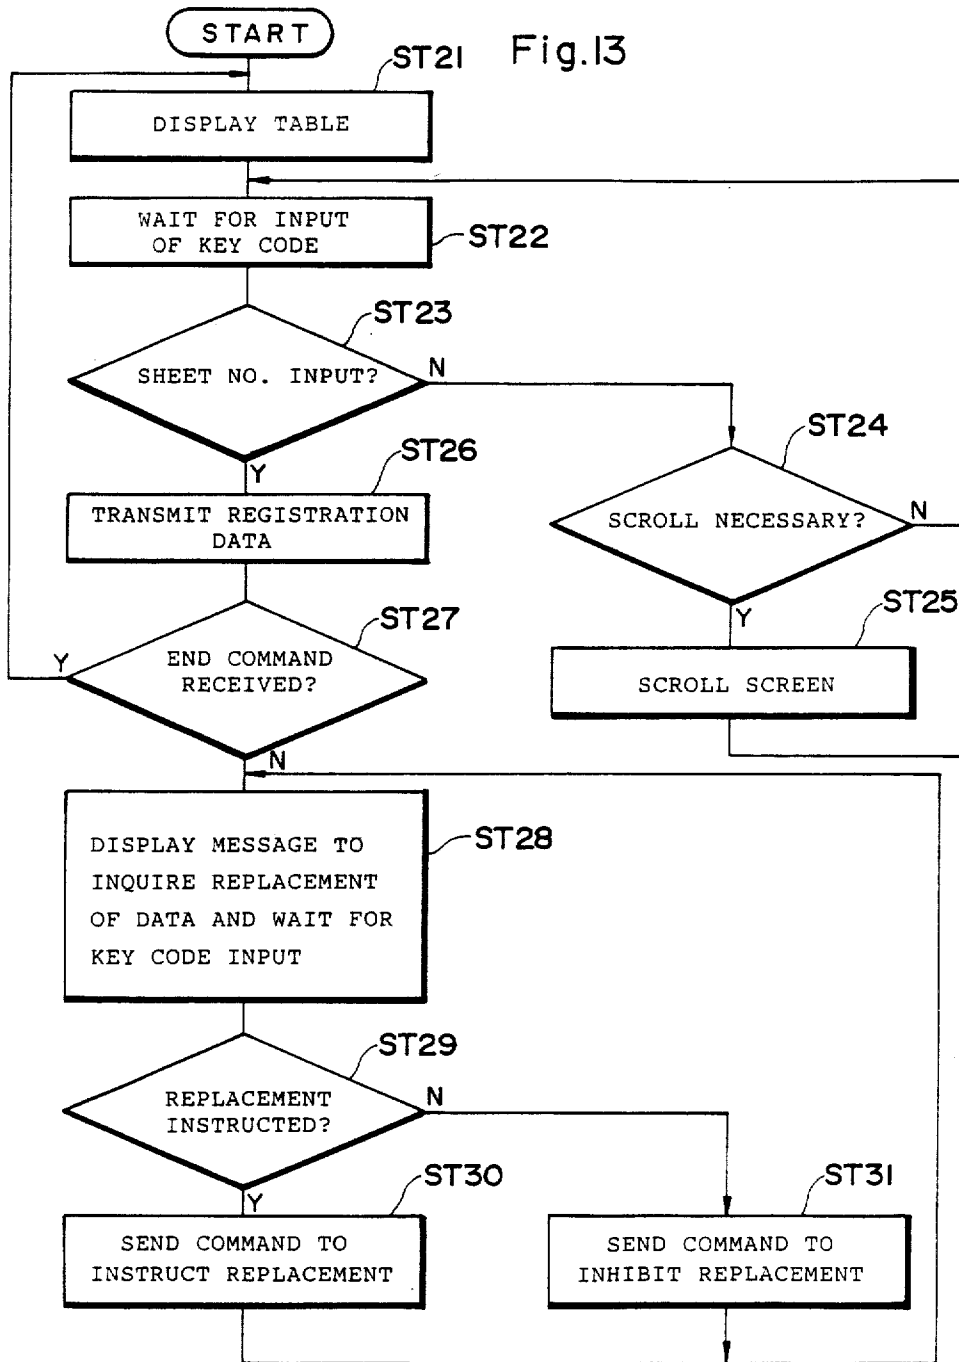 START
Fig.13
ST21
DISPLAY TABLE
WAIT FOR INPUT
OF KEY CODE
ST22
ST23
SHEET NO. INPUT?
N
Y
ST24
SCROLL NECESSARY?
N
Y
ST26
TRANSMIT REGISTRATION
DATA
ST25
SCROLL SCREEN
ST27
END COMMAND
RECEIVED?
Y
N
ST28
DISPLAY MESSAGE TO
INQUIRE REPLACEMENT
OF DATA AND WAIT FOR
KEY CODE INPUT
ST29
REPLACEMENT
INSTRUCTED?
N
Y
ST30
SEND COMMAND TO
INSTRUCT REPLACEMENT
ST31
SEND COMMAND TO
INHIBIT REPLACEMENT